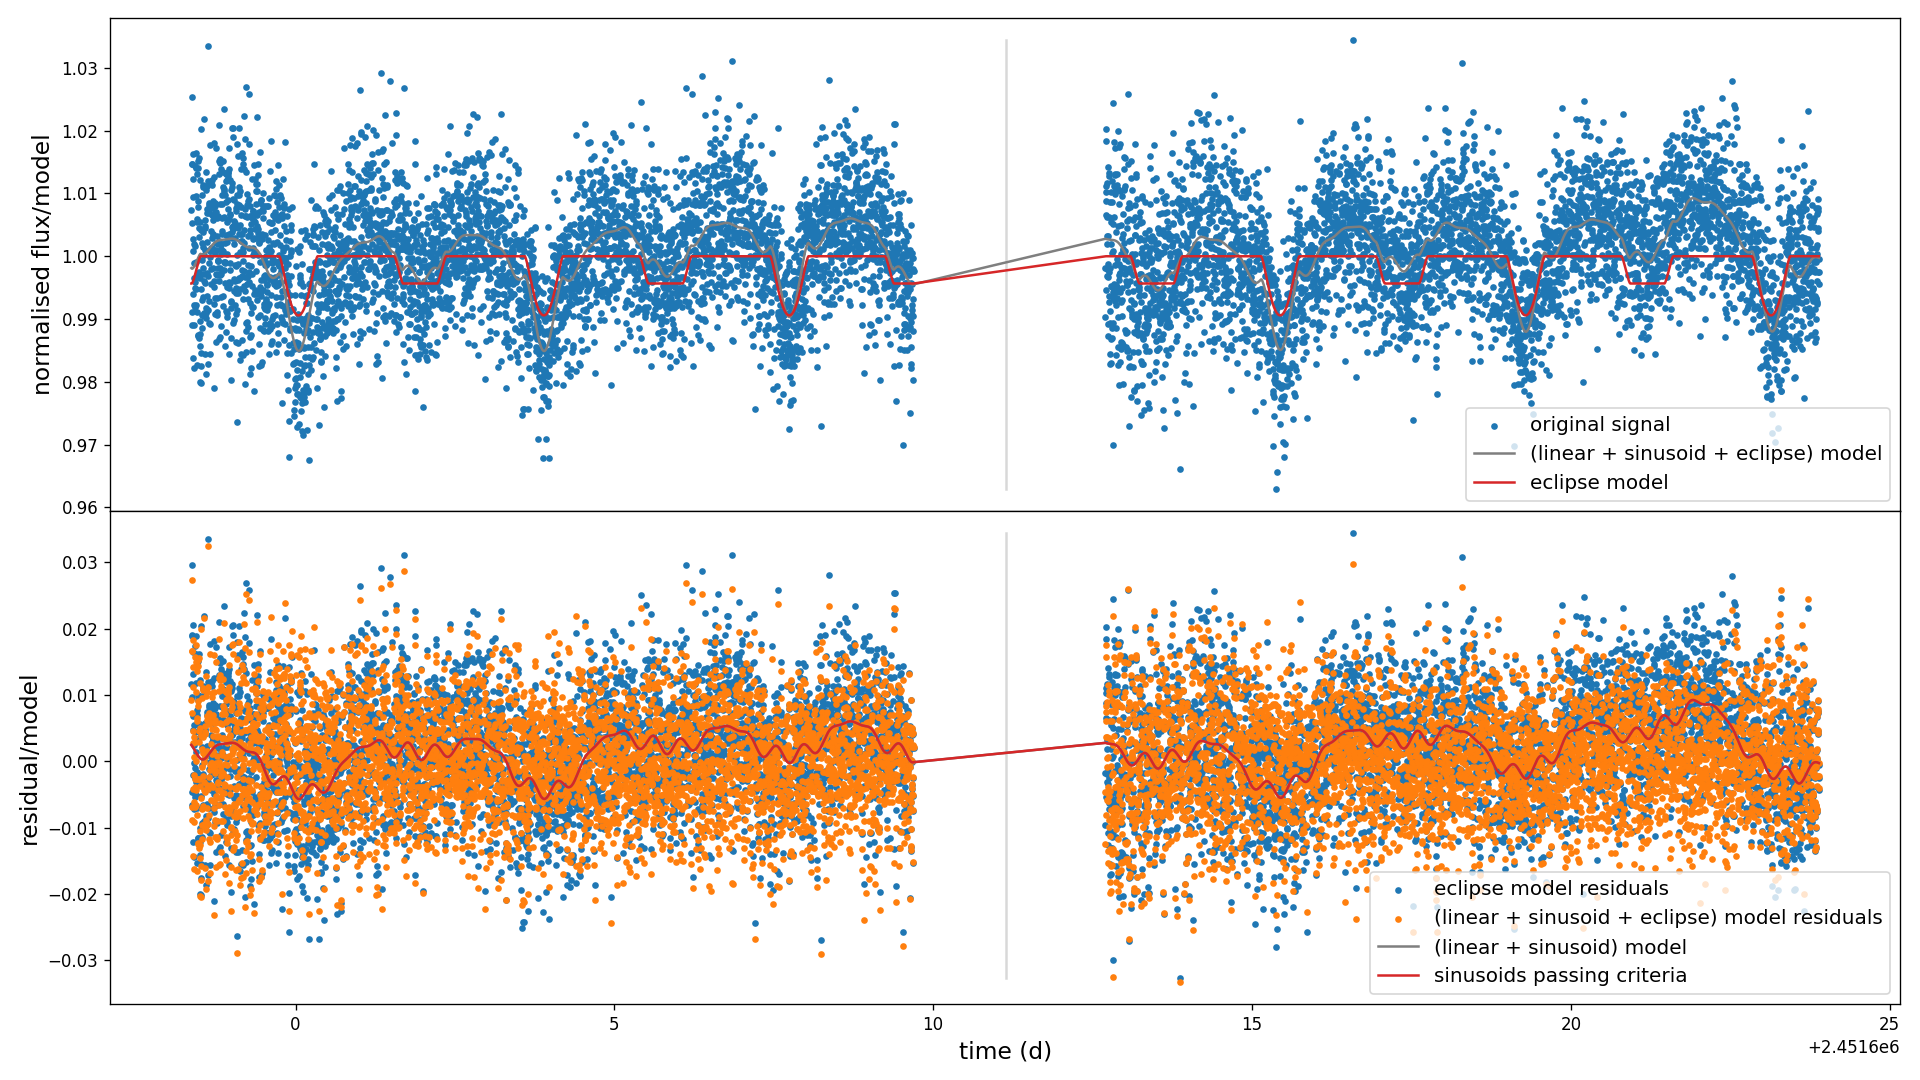 normalised flux/model
1.03
1.02
1.01
1.00
0.99
0.98
0.97
0.96
original signal
(linear + sinusoid + eclipse) model
eclipse model
residual/model
0.03
0.02
0.01
0.00
−0.01
−0.02
−0.03
eclipse model residuals
(linear + sinusoid + eclipse) model residuals
(linear + sinusoid) model
sinusoids passing criteria
0 5 10 15 20 25
time (d)
+2.4516e6